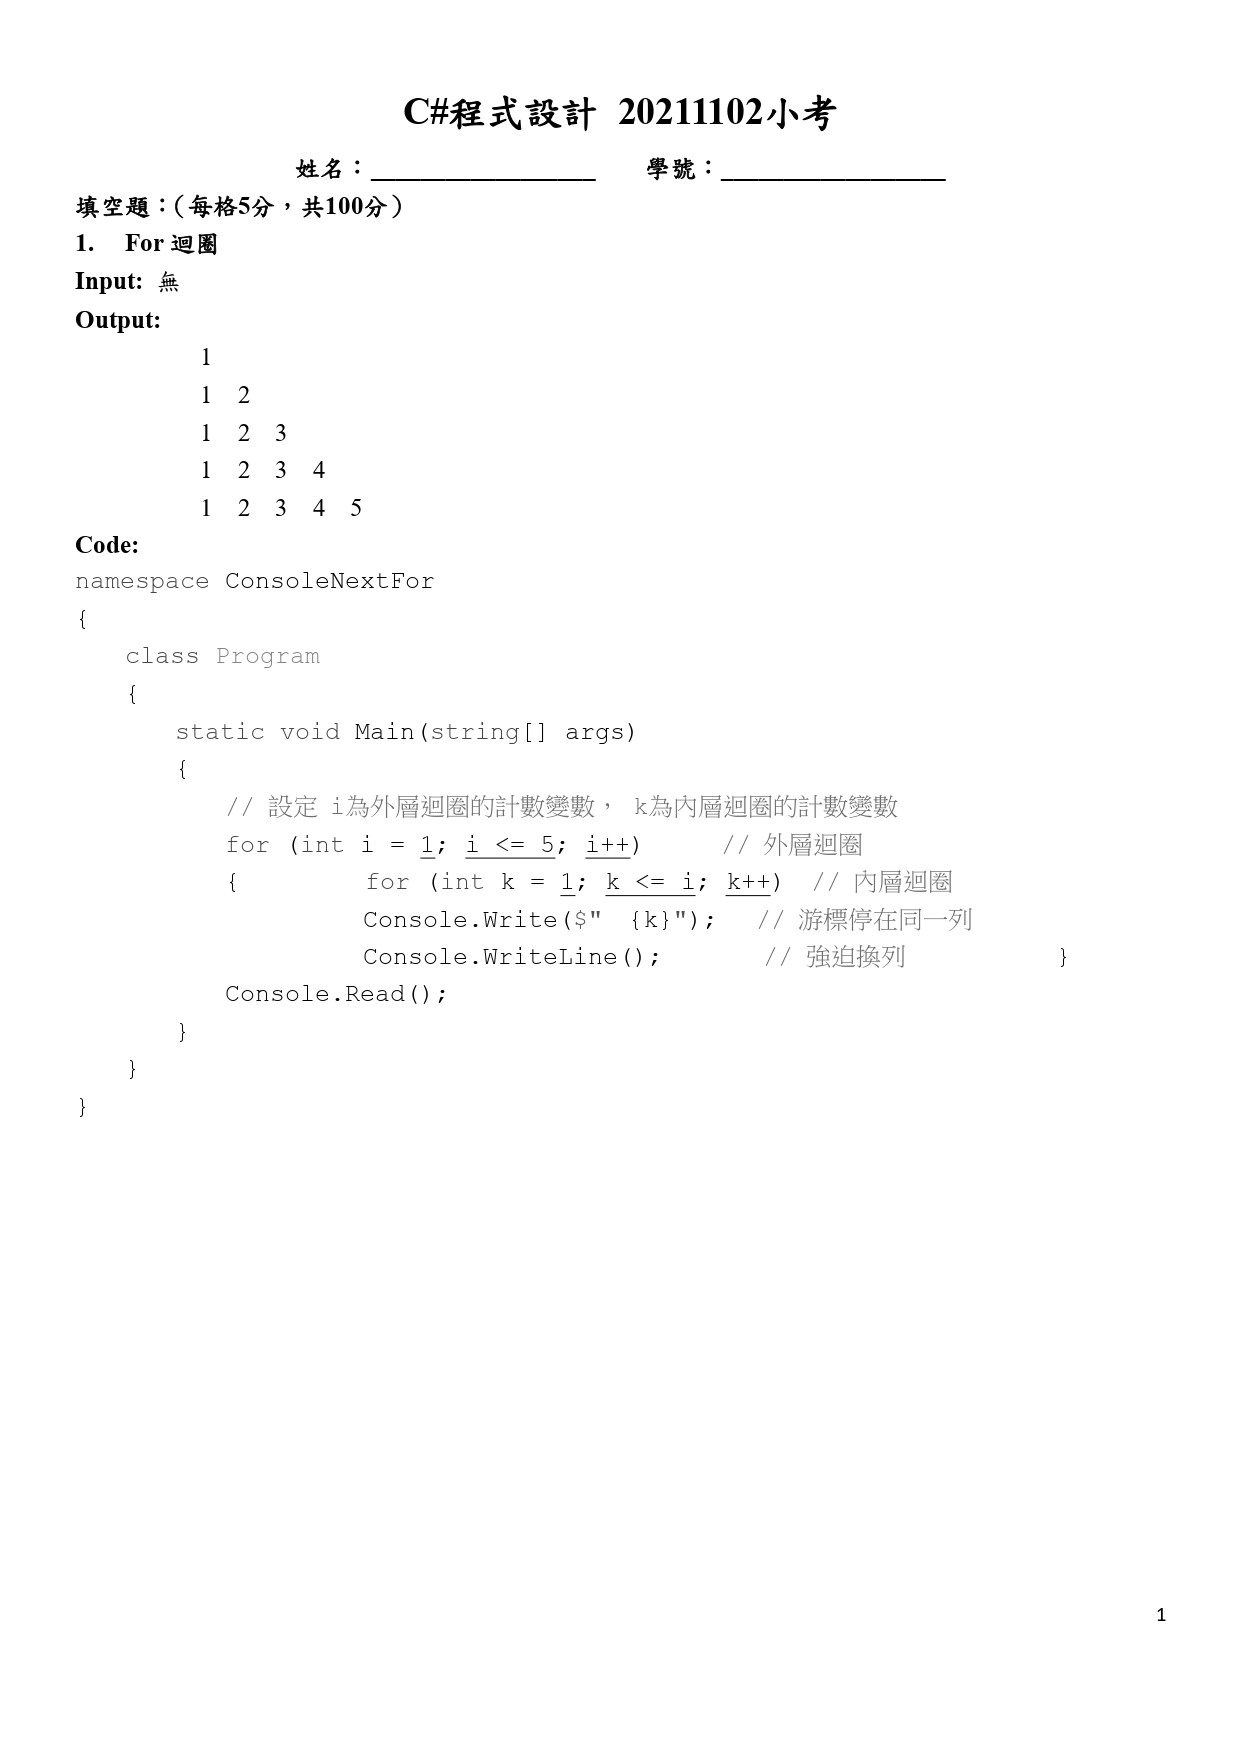 C#程式設計 20211102小考
姓名：__________________ 學號：__________________
填空題：（每格5分，共100分）
1. For 迴圈
Input: 無
Output:
1
1 2
1 2 3
1 2 3 4
1 2 3 4 5
Code:
namespace ConsoleNextFor
{
class Program
{
static void Main(string[] args)
{
// 設定 i為外層迴圈的計數變數， k為內層迴圈的計數變數
for (int i = 1; i <= 5; i++) // 外層迴圈
{ for (int k = 1; k <= i; k++) // 內層迴圈
Console.Write($"  {k}"); // 游標停在同一列
Console.WriteLine(); // 強迫換列 }
Console.Read();
}
}
}
1